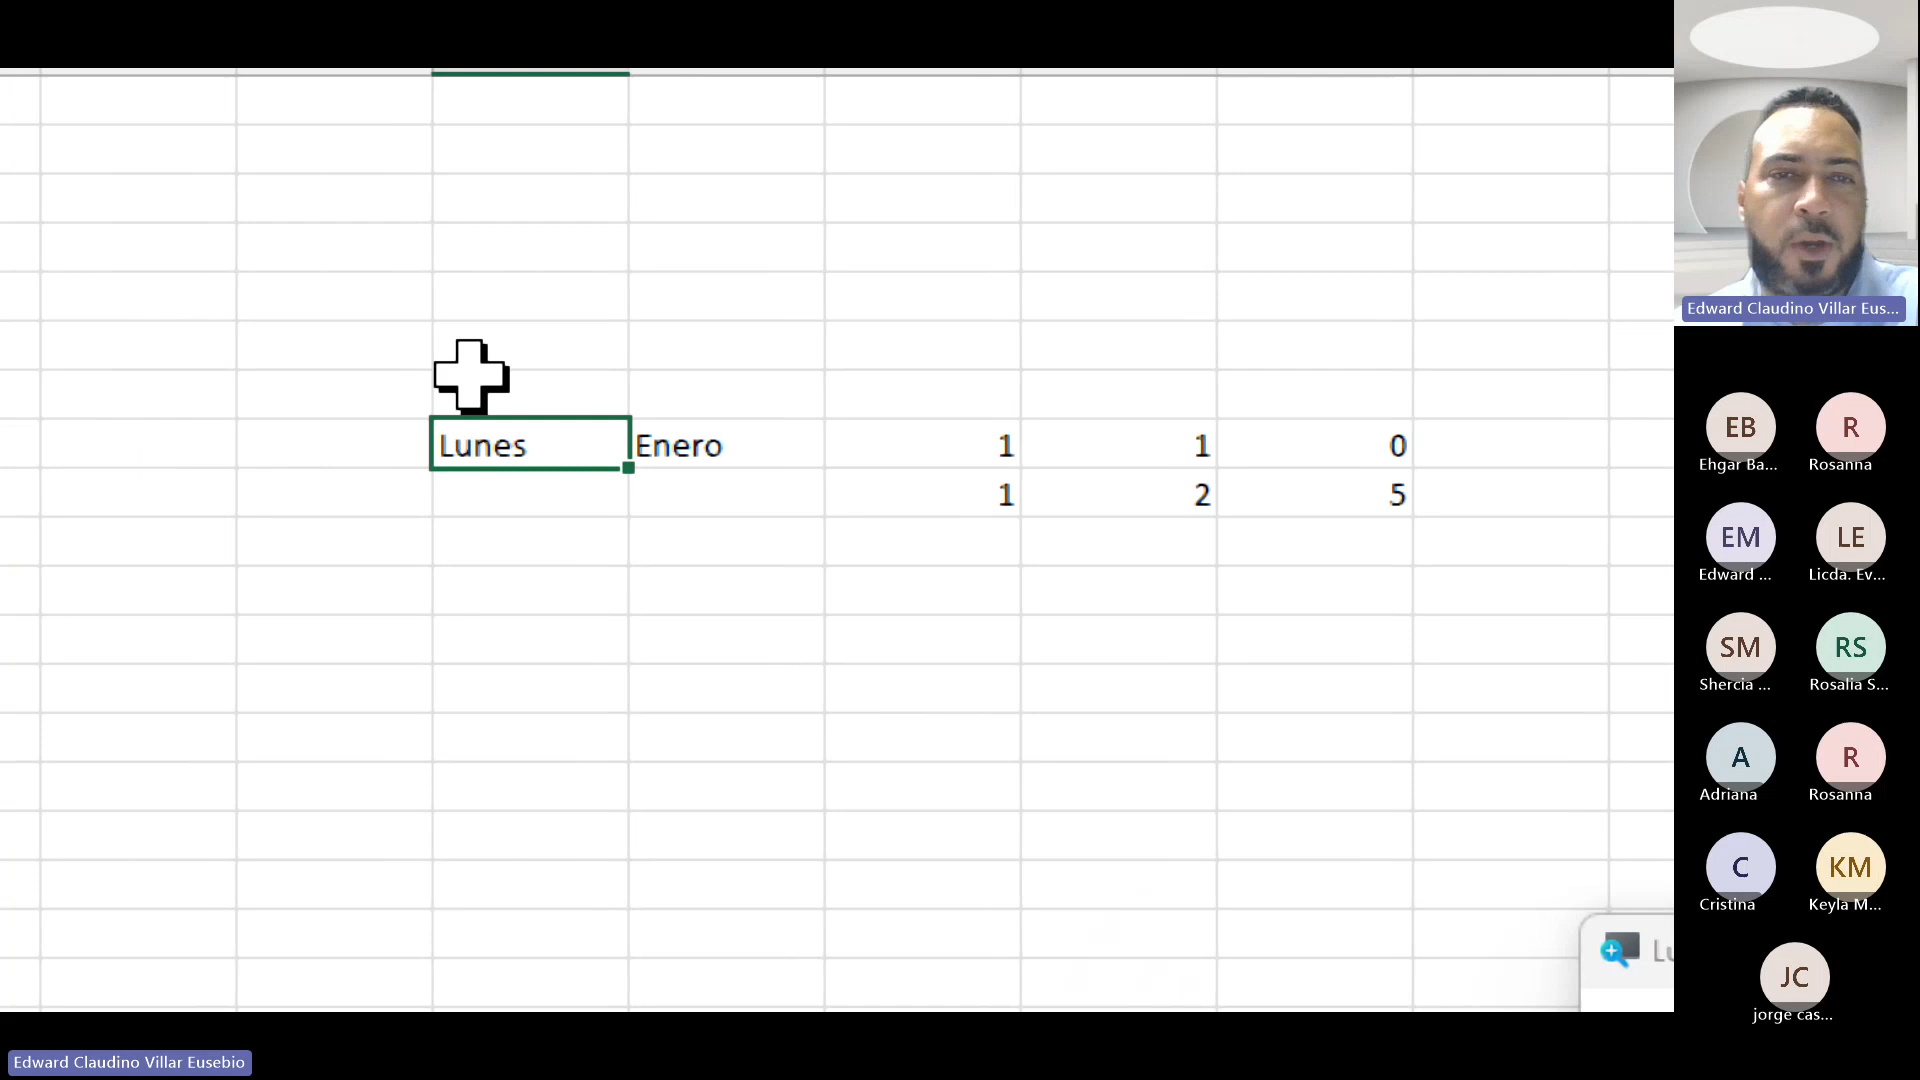 Lunes Enero 1 1 0
1 2 5
Lu
Edward Claudino Villar Eus...
EB R
Ehgar Ba... Rosanna
EM LE
Edward ... Licda. Ev...
SM RS
Shercia ... Rosalia S...
A R
Adriana Rosanna
C KM
Cristina Keyla M...
JC
jorge cas...
Edward Claudino Villar Eusebio